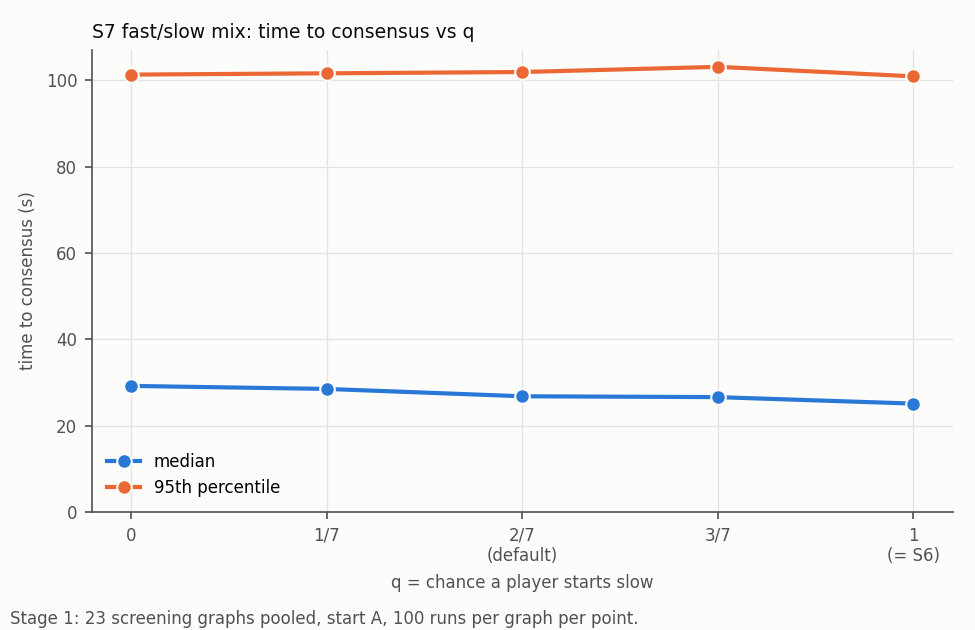 S7 fast/slow mix: time to consensus vs q
time to consensus (s)
100
80
60
40
20
0
median
95th percentile
0
1/7
2/7
(default)
3/7
1
(= S6)
q = chance a player starts slow
Stage 1: 23 screening graphs pooled, start A, 100 runs per graph per point.